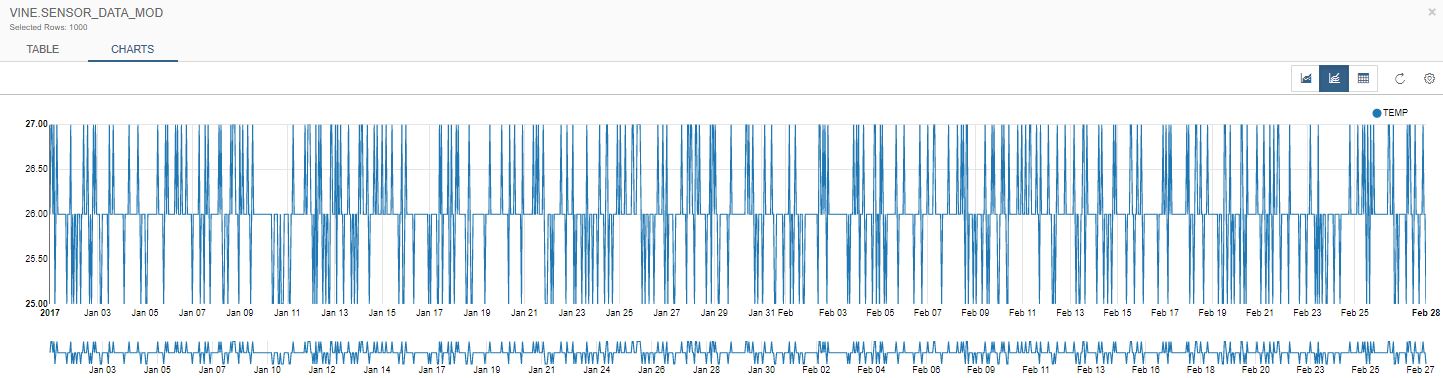 VINE.SENSOR_DATA_MOD
Selected Rows: 1000
TABLE CHARTS
TEMP
27.00
26.50
26.00
25.50
25.00
2017 Jan 03 Jan 05 Jan 07 Jan 09 Jan 11 Jan 13 Jan 15 Jan 17 Jan 19 Jan 21 Jan 23 Jan 24 Jan 25 Jan 27 Jan 29 Jan 31 Feb Feb 03 Feb 05 Feb 07 Feb 09 Feb 11 Feb 13 Feb 15 Feb 17 Feb 19 Feb 21 Feb 23 Feb 25 Feb 28
Jan 03 Jan 05 Jan 07 Jan 10 Jan 12 Jan 14 Jan 17 Jan 19 Jan 21 Jan 24 Jan 26 Jan 28 Jan 30 Feb 02 Feb 04 Feb 06 Feb 09 Feb 11 Feb 13 Feb 16 Feb 18 Feb 20 Feb 23 Feb 25 Feb 27